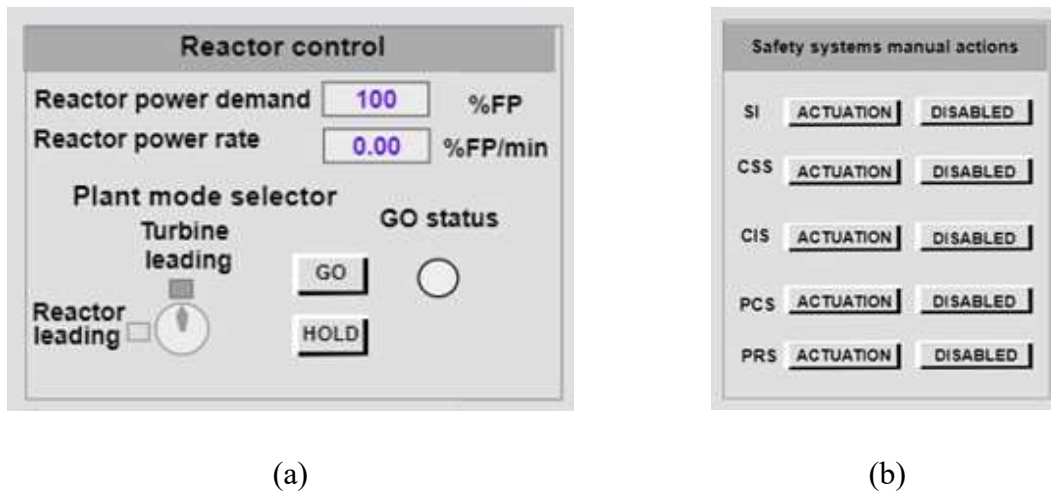 Reactor control
Reactor power demand 100 %FP
Reactor power rate 0.00 %FP/min
Plant mode selector
GO status
Turbine
leading
GO
Reactor
leading
HOLD
Safety systems manual actions
SI ACTUATION DISABLED
CSS ACTUATION DISABLED
CIS ACTUATION DISABLED
PCS ACTUATION DISABLED
PRS ACTUATION DISABLED
(a)
(b)